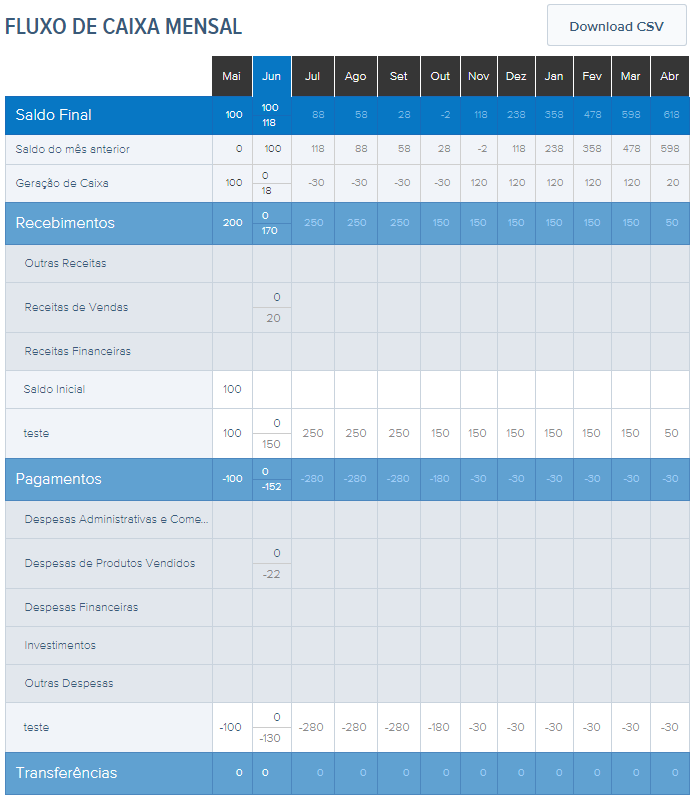 FLUXO DE CAIXA MENSAL
Download CSV
Mai Jun Jul Ago Set Out Nov Dez Jan Fev Mar Abr
Saldo Final 100 100 118 88 58 28 -2 118 238 358 478 598 618
Saldo do mês anterior 0 100 118 88 58 28 -2 118 238 358 478 598
Geração de Caixa 100 0 18 -30 -30 -30 -30 120 120 120 120 120 20
Recebimentos 200 0 170 250 250 250 150 150 150 150 150 150 50
Outras Receitas
Receitas de Vendas 0 20
Receitas Financeiras
Saldo Inicial 100
teste 100 0 150 250 250 250 150 150 150 150 150 150 50
Pagamentos -100 0 -152 -280 -280 -280 -180 -30 -30 -30 -30 -30 -30
Despesas Administrativas e Come...
Despesas de Produtos Vendidos 0 -22
Despesas Financeiras
Investimentos
Outras Despesas
teste -100 0 -130 -280 -280 -280 -180 -30 -30 -30 -30 -30 -30
Transferências 0 0 0 0 0 0 0 0 0 0 0 0